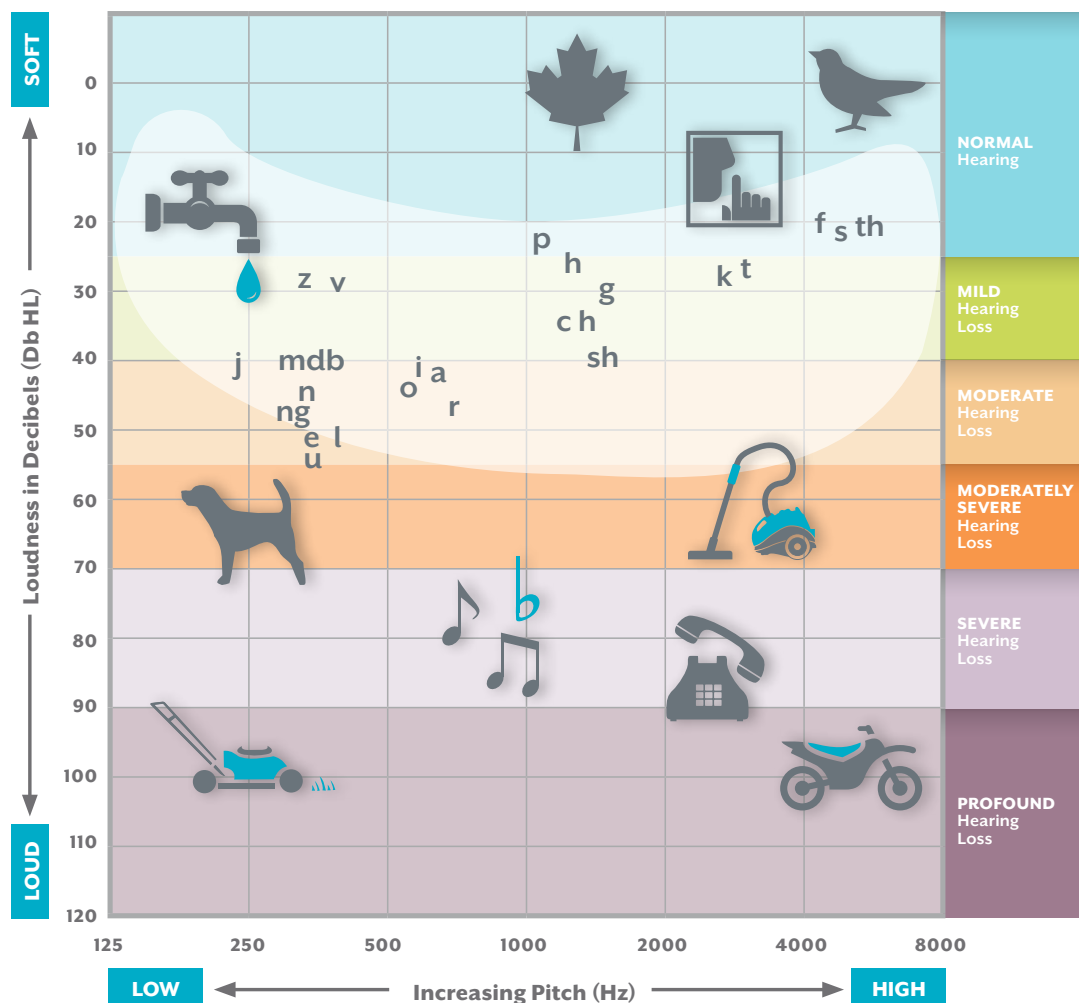 SOFT
0
10
20
30
40
50
60
70
80
90
100
110
120
LOUD
Loudness in Decibels (Db HL)
NORMAL
Hearing
MILD
Hearing
Loss
MODERATE
Hearing
Loss
MODERATELY
SEVERE
Hearing
Loss
SEVERE
Hearing
Loss
PROFOUND
Hearing
Loss
f s th
p
h
k t
z v
g
ch
sh
j
mdb
i a
o
n
ng
r
e l
u
125 250 500 1000 2000 4000 8000
LOW
Increasing Pitch (Hz)
HIGH